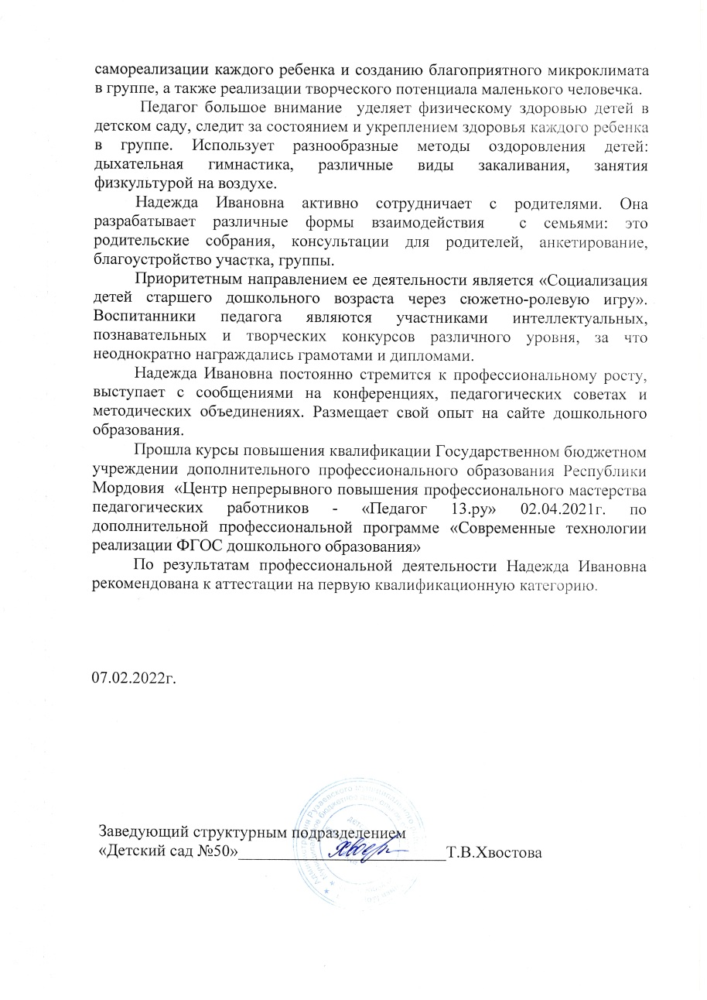 самореализации каждого ребенка и созданию благоприятного микроклимата
в группе, а также реализации творческого потенциала маленького человечка.
Педагог большое внимание уделяет физическому здоровью детей в
детском саду, следит за состоянием и укреплением здоровья каждого ребенка
в группе. Использует разнообразные методы оздоровления детей:
дыхательная гимнастика, различные виды закаливания, занятия
физкультурой на воздухе.
Надежда Ивановна активно сотрудничает с родителями. Она
разрабатывает различные формы взаимодействия с семьями: это
родительские собрания, консультации для родителей, анкетирование,
благоустройство участка, группы.
Приоритетным направлением ее деятельности является «Социализация
детей старшего дошкольного возраста через сюжетно-ролевую игру».
Воспитанники педагога являются участниками интеллектуальных,
познавательных и творческих конкурсов различного уровня, за что
неоднократно награждались грамотами и дипломами.
Надежда Ивановна постоянно стремится к профессиональному росту,
выступает с сообщениями на конференциях, педагогических советах и
методических объединениях. Размещает свой опыт на сайте дошкольного
образования.
Прошла курсы повышения квалификации Государственном бюджетном
учреждении дополнительного профессионального образования Республики
Мордовия «Центр непрерывного повышения профессионального мастерства
педагогических работников - «Педагог 13.ру» 02.04.2021г. по
дополнительной профессиональной программе «Современные технологии
реализации ФГОС дошкольного образования»
По результатам профессиональной деятельности Надежда Ивановна
рекомендована к аттестации на первую квалификационную категорию.
07.02.2022г.
Заведующий структурным подразделением
«Детский сад №50»_________________________Т.В.Хвостова